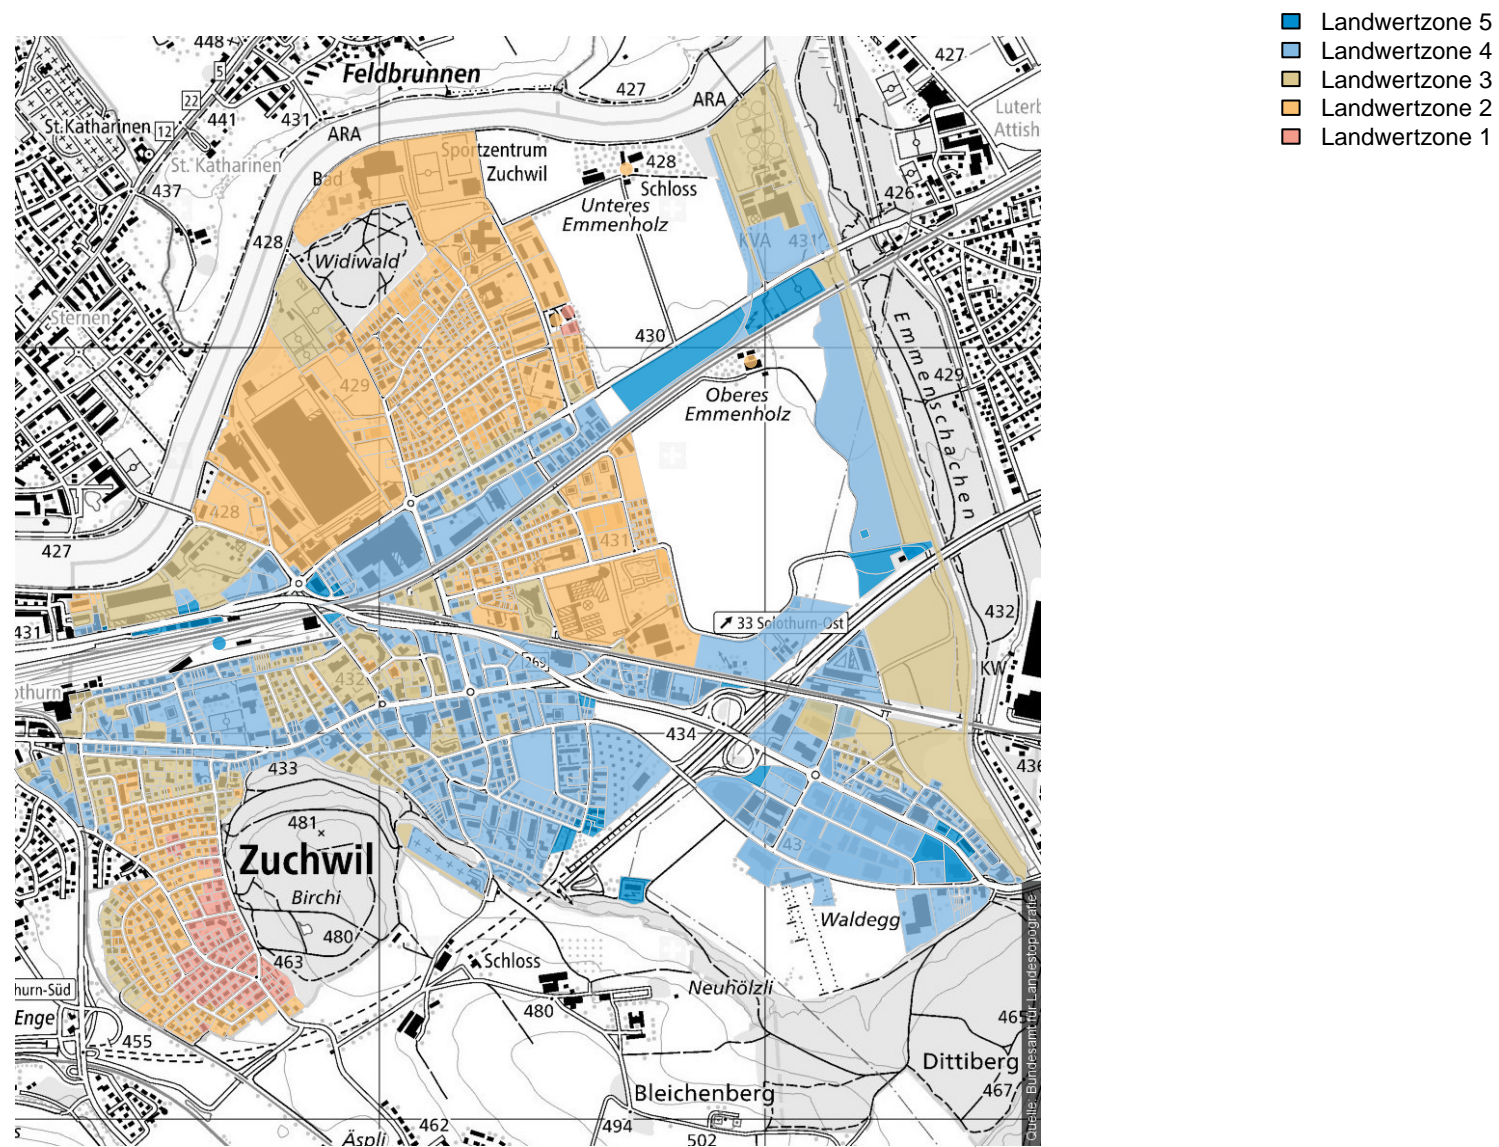 Landwertzone 5
Landwertzone 4
Landwertzone 3
Landwertzone 2
Landwertzone 1
448
5
Feldbrunnen
427
427
22
441
431
ARA
ARA
St.Katharinen
12
St. Katharinen
437
Sportzentrum
Zuchwil
Bad
428
Schloss
Unteres
Emmenholz
426
428
Widiwald
KVA
431
Sternen
430
Emmenschachen
429
429
Oberes
Emmenholz
428
427
431
431
33 Solothurn-Ost
432
KW
432
434
433
481
Zuchwil
Birchi
480
463
43
Waldegg
Schloss
Neuhölzli
480
Enge
455
465
Dittiberg
467
Bleichenberg
462
494
502
Äspli
Quelle: Bundesamt für Landestopografie